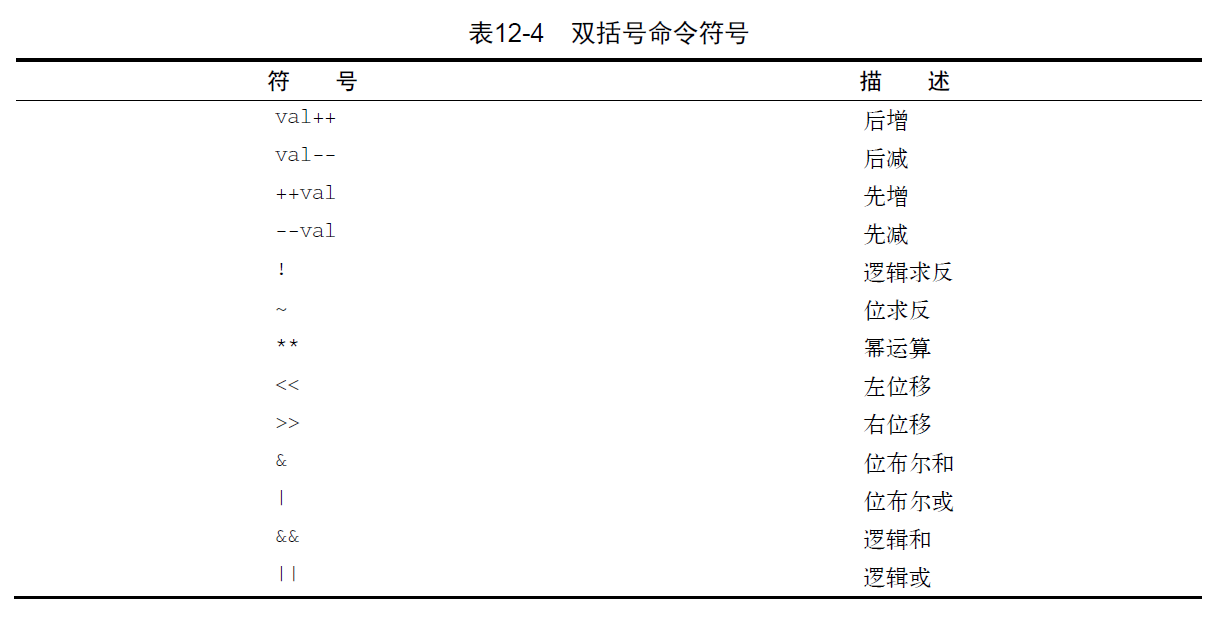 表12-4 双括号命令符号
符 号 描 述
val++ 后增
val-- 后减
++val 先增
--val 先减
! 逻辑求反
~ 位求反
** 幂运算
<< 左位移
>> 右位移
& 位布尔和
| 位布尔或
&& 逻辑和
|| 逻辑或